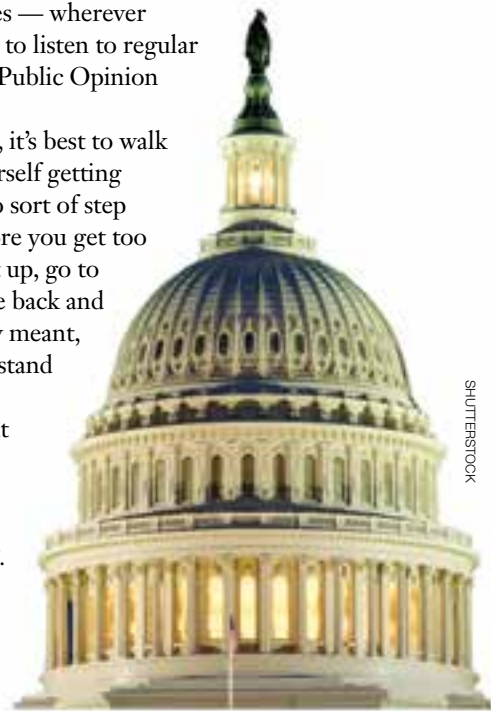 es — wherever
to listen to regular
Public Opinion
, it’s best to walk
rself getting
o sort of step
ore you get too
t up, go to
e back and
y meant,
stand
t
.
SHUTTERSTOCK